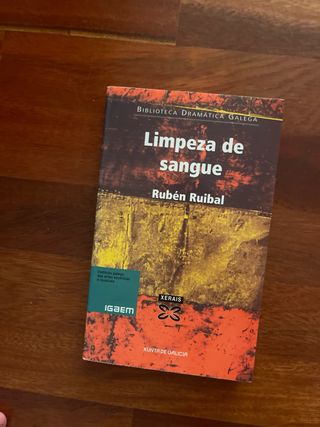 BIBLIOTECA DRAMÁTICA GALEGA
Limpeza de
sangue
Rubén Ruibal
XERAIS
IGAEM
XUNTA DE GALICIA